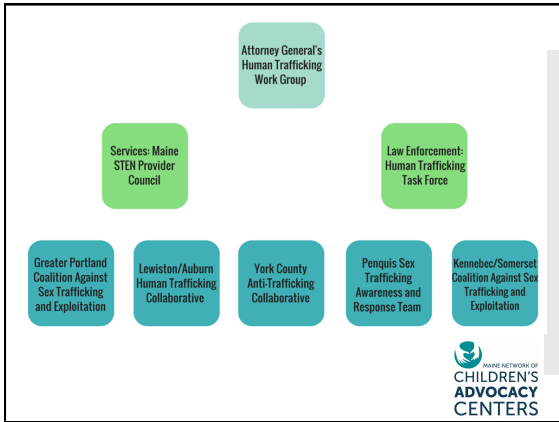 Attorney General's
Human Trafficking
Work Group
Services: Maine
STEN Provider
Council
Law Enforcement:
Human Trafficking
Task Force
Greater Portland
Coalition Against
Sex Trafficking
and Exploitation
Lewiston/Auburn
Human Trafficking
Collaborative
York County
Anti-Trafficking
Collaborative
Penquis Sex
Trafficking
Awareness and
Response Team
Kennebec/Somerset
Coalition Against Sex
Trafficking and
Exploitation
MAINE NETWORK OF
CHILDREN'S
ADVOCACY
CENTERS